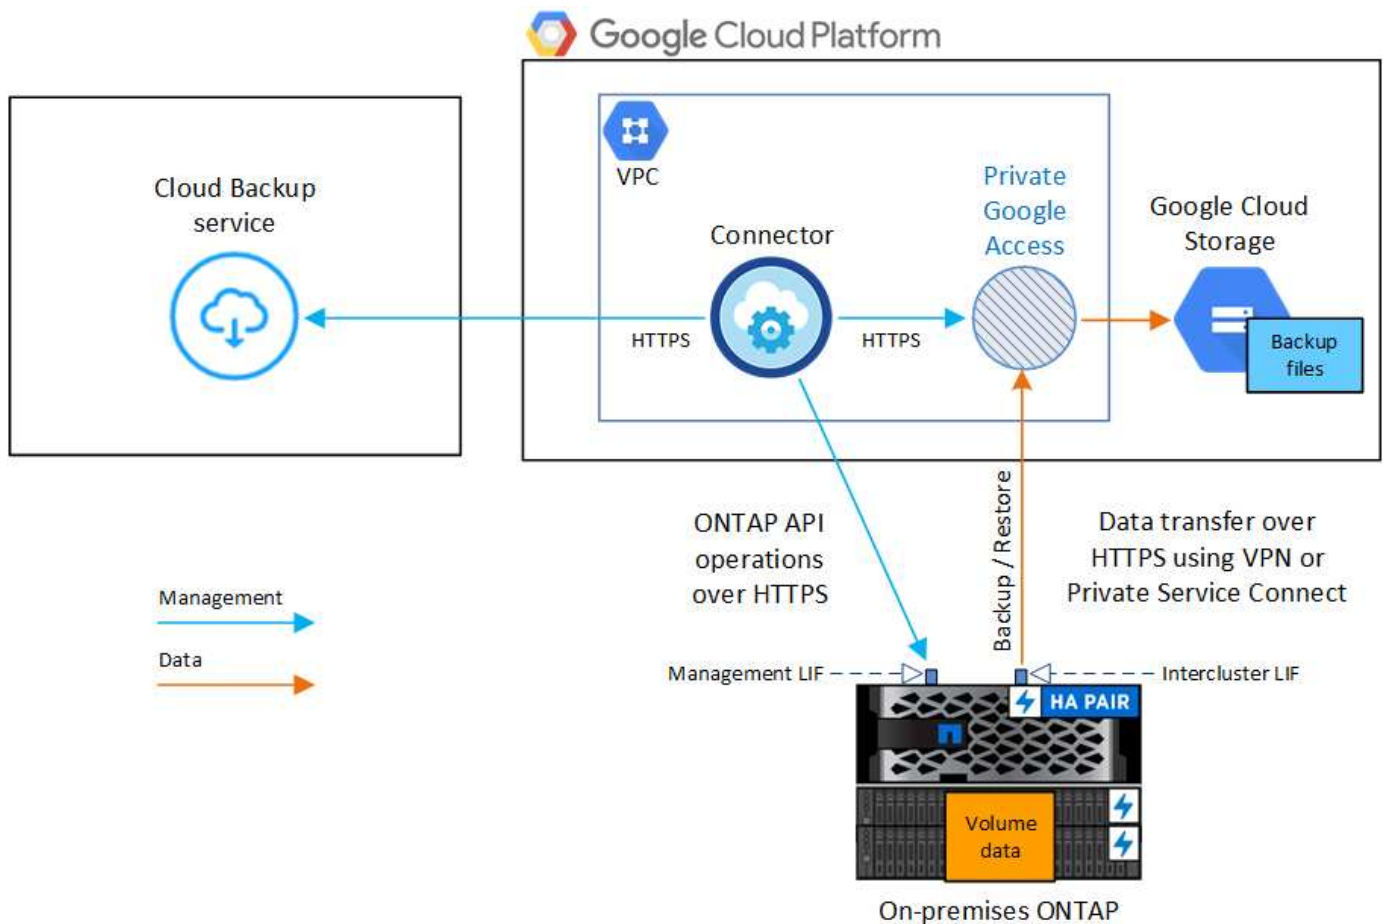 Google Cloud Platform
VPC
Cloud Backup
service
Connector
Private
Google
Access
Google Cloud
Storage
HTTPS
HTTPS
Backup
files
ONTAP API
operations
over HTTPS
Backup / Restore
Data transfer over
HTTPS using VPN or
Private Service Connect
Management
Data
Management LIF
Intercluster LIF
HA PAIR
Volume
data
On-premises ONTAP